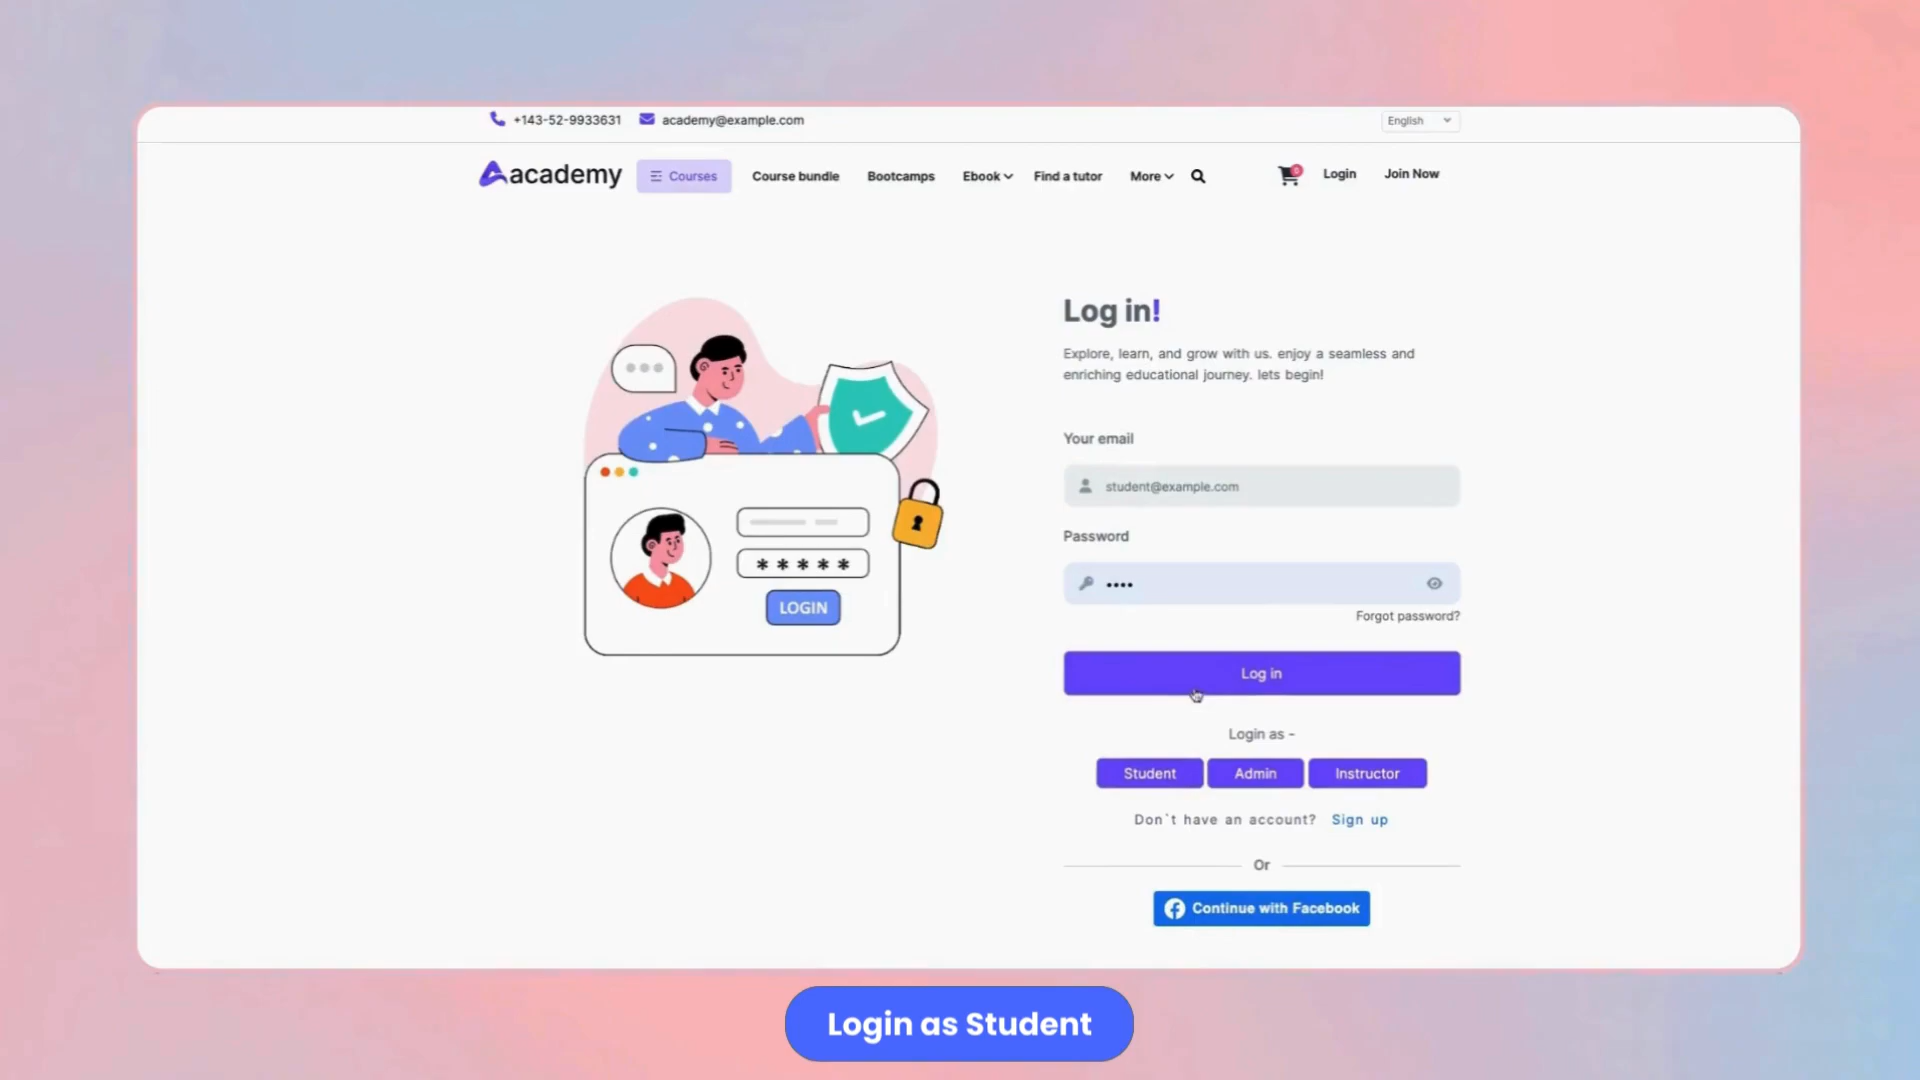 +143-52-9933631 academy@example.com English
academy Courses Course bundle Bootcamps Ebook Find a tutor More 0 Login Join Now
Log in!
Explore, learn, and grow with us. enjoy a seamless and
enriching educational journey. lets begin!
Your email
student@example.com
Password
••••
Forgot password?
*****
LOGIN
Log in
Login as -
Student Admin Instructor
Don`t have an account? Sign up
Or
Continue with Facebook
Login as Student